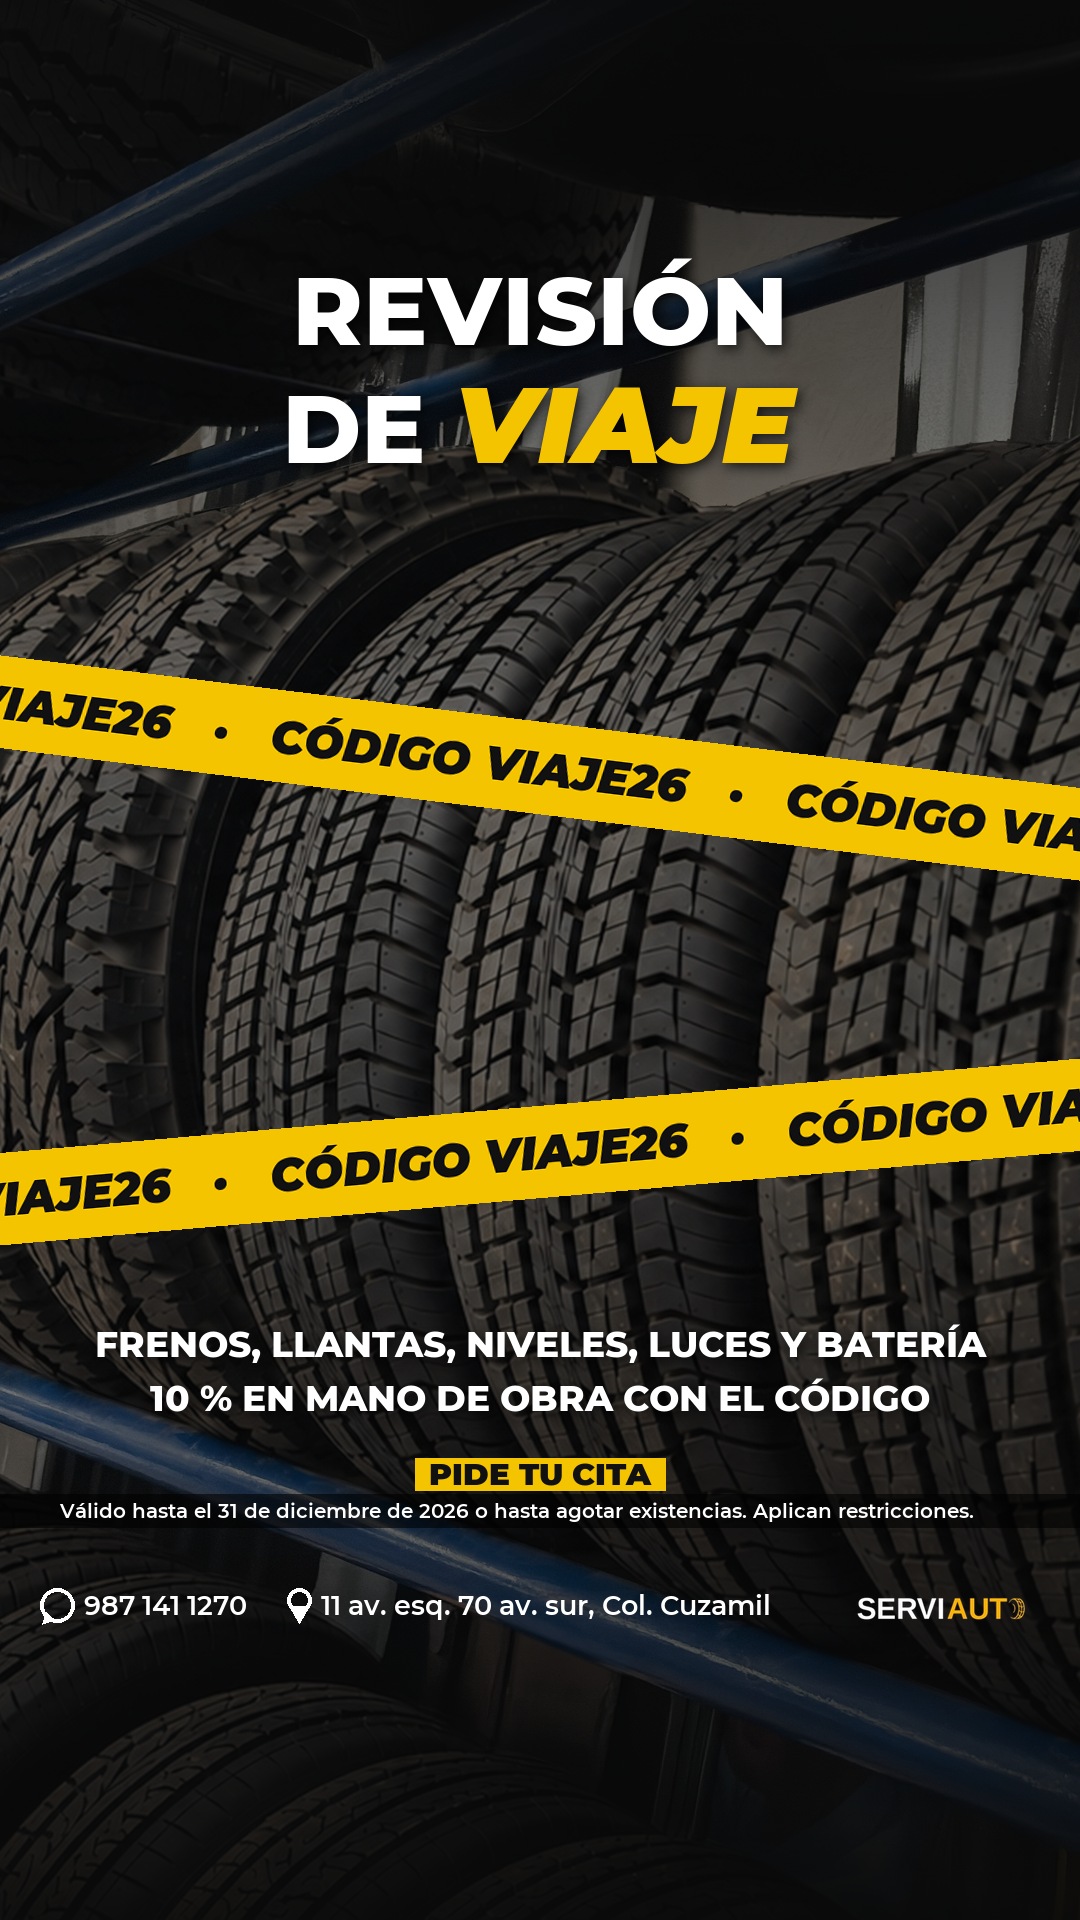 REVISIÓN
DE VIAJE
VIAJE26 • CÓDIGO VIAJE26 • CÓDIGO VIA
VIAJE26 • CÓDIGO VIAJE26 • CÓDIGO VIA
FRENOS, LLANTAS, NIVELES, LUCES Y BATERÍA
10 % EN MANO DE OBRA CON EL CÓDIGO
PIDE TU CITA
Válido hasta el 31 de diciembre de 2026 o hasta agotar existencias. Aplican restricciones.
987 141 1270 11 av. esq. 70 av. sur, Col. Cuzamil SERVIAUTO